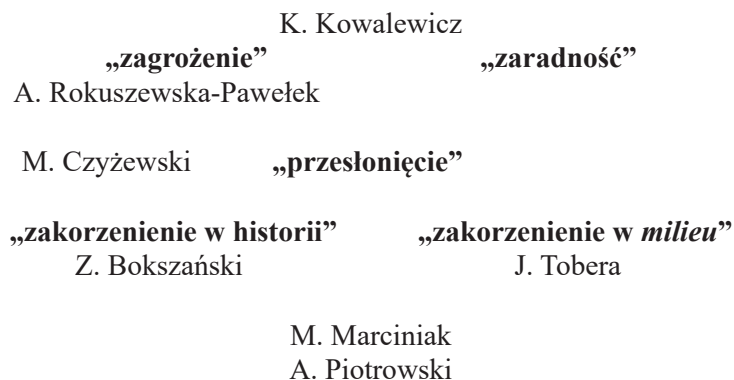 K. Kowalewicz
„zagrożenie” „zaradność”
A. Rokuszewska-Pawełek
M. Czyżewski „przesłonięcie”
„zakorzenienie w historii” „zakorzenienie w milieu”
Z. Bokszański J. Tobera
M. Marciniak
A. Piotrowski